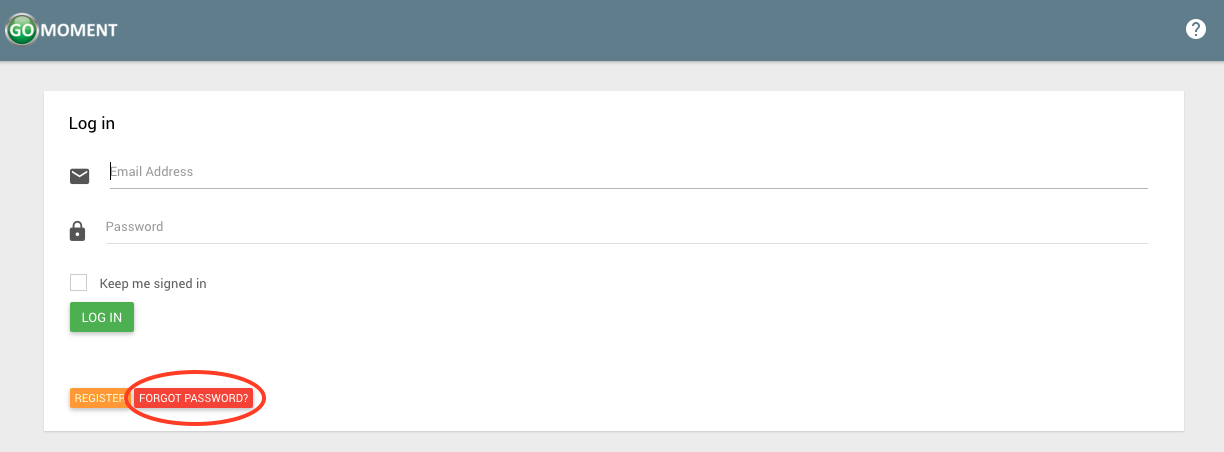 GO MOMENT
?
Log in
Email Address
Password
Keep me signed in
LOG IN
REGISTER FORGOT PASSWORD?